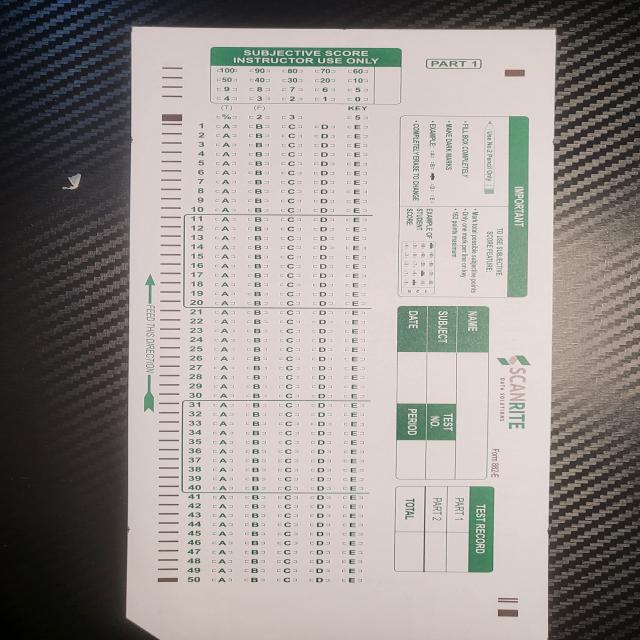 SUBJECTIVE SCORE
INSTRUCTOR USE ONLY
100 90 80 70 60
50 40 30 20 10
9 8 7 6 5
4 3 2 1 0
(T) (F) KEY
% 2 3 5
1 A B C D E
2 A B C D E
3 A B C D E
4 A B C D E
5 A B C D E
6 A B C D E
7 A B C D E
8 A B C D E
9 A B C D E
10 A B C D E
11 A B C D E
12 A B C D E
13 A B C D E
14 A B C D E
15 A B C D E
16 A B C D E
17 A B C D E
18 A B C D E
19 A B C D E
20 A B C D E
21 A B C D E
22 A B C D E
23 A B C D E
24 A B C D E
25 A B C D E
26 A B C D E
27 A B C D E
28 A B C D E
29 A B C D E
30 A B C D E
31 A B C D E
32 A B C D E
33 A B C D E
34 A B C D E
35 A B C D E
36 A B C D E
37 A B C D E
38 A B C D E
39 A B C D E
40 A B C D E
41 A B C D E
42 A B C D E
43 A B C D E
44 A B C D E
45 A B C D E
46 A B C D E
47 A B C D E
48 A B C D E
49 A B C D E
50 A B C D E
FEED THIS DIRECTION
PART 1
IMPORTANT
Use No.2 Pencil Only
• FILL BOX COMPLETELY
• MAKE DARK MARKS
• EXAMPLE:
• COMPLETELY ERASE TO CHANGE
TO USE SUBJECTIVE
SCORE FEATURE:
• Mark total possible subjective points
• Only one mark per line on key
• 163 points maximum
EXAMPLE OF
STUDENT
SCORE:
NAME
SUBJECT
DATE
TEST
NO.
PERIOD
SCANRITE
DATA SOLUTIONS
Form 882-E
TEST RECORD
PART 1
PART 2
TOTAL